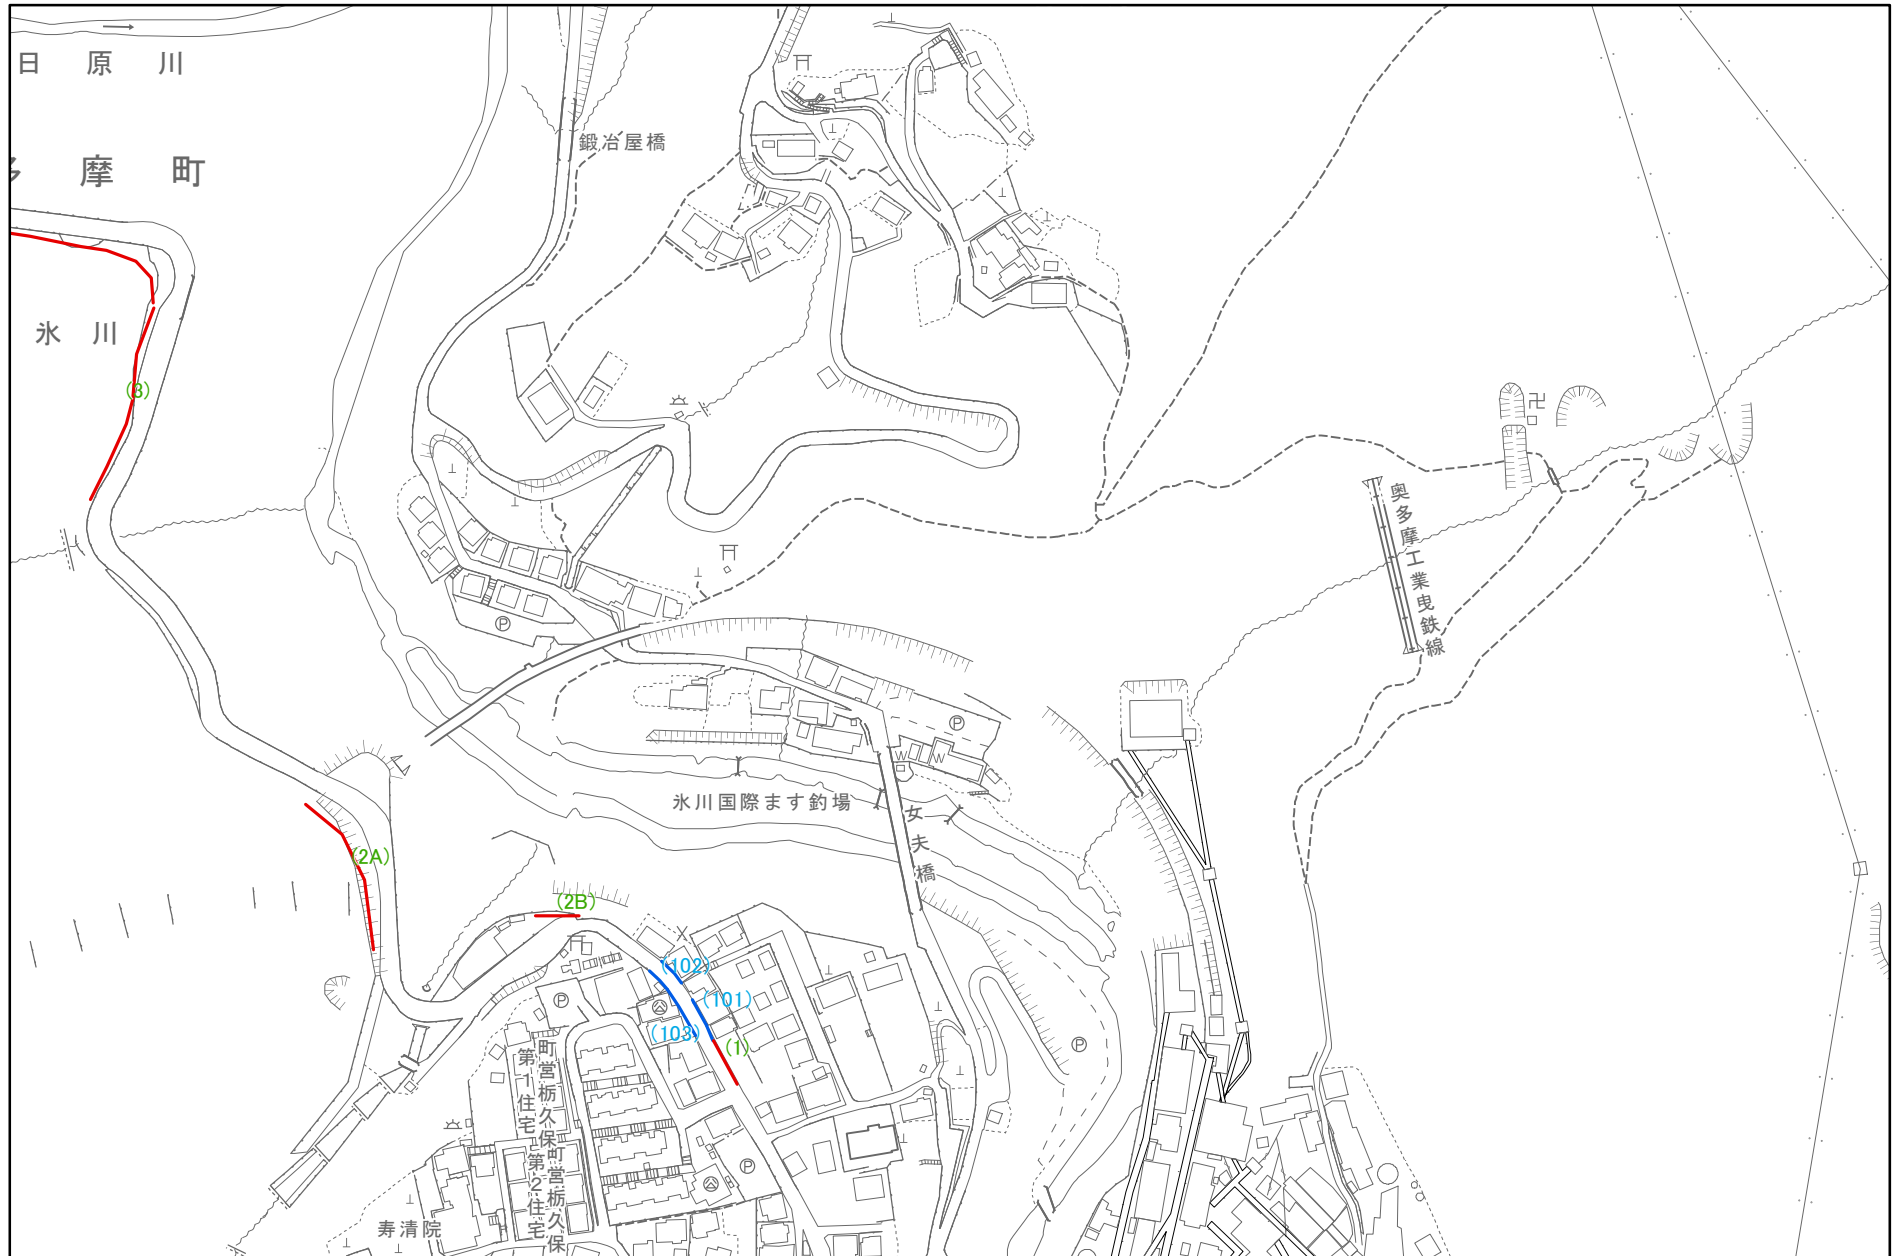 日原川
多摩町
鍛冶屋橋
氷川
(3)
奥多摩工業曳鉄線
氷川国際ます釣場
女夫橋
(2A)
(2B)
(102)
(101)
(103)
(1)
町営栃久保第1住宅
町営栃久保第2住宅
寿清院
P
P
P
P
P
W
W